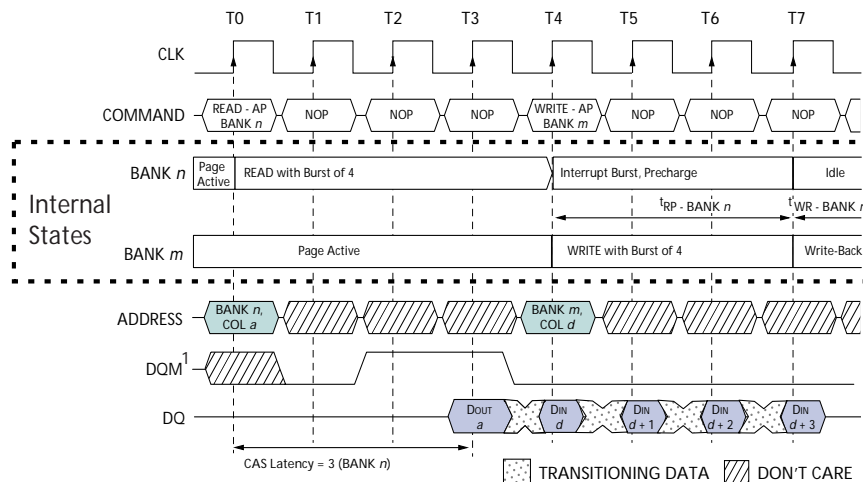 T0 T1 T2 T3 T4 T5 T6 T7
CLK
COMMAND
READ - AP
BANK n
NOP
NOP
NOP
WRITE - AP
BANK m
NOP
NOP
NOP
Internal
States
BANK n
Page
Active
READ with Burst of 4
Interrupt Burst, Precharge
Idle
tRP - BANK n
tWR - BANK
BANK m
Page Active
WRITE with Burst of 4
Write-Back
ADDRESS
BANK n,
COL a
BANK m,
COL d
DQM1
DQ
DOUT
a
DIN
d
DIN
d + 1
DIN
d + 2
DIN
d + 3
CAS Latency = 3 (BANK n)
TRANSITIONING DATA
DON'T CARE